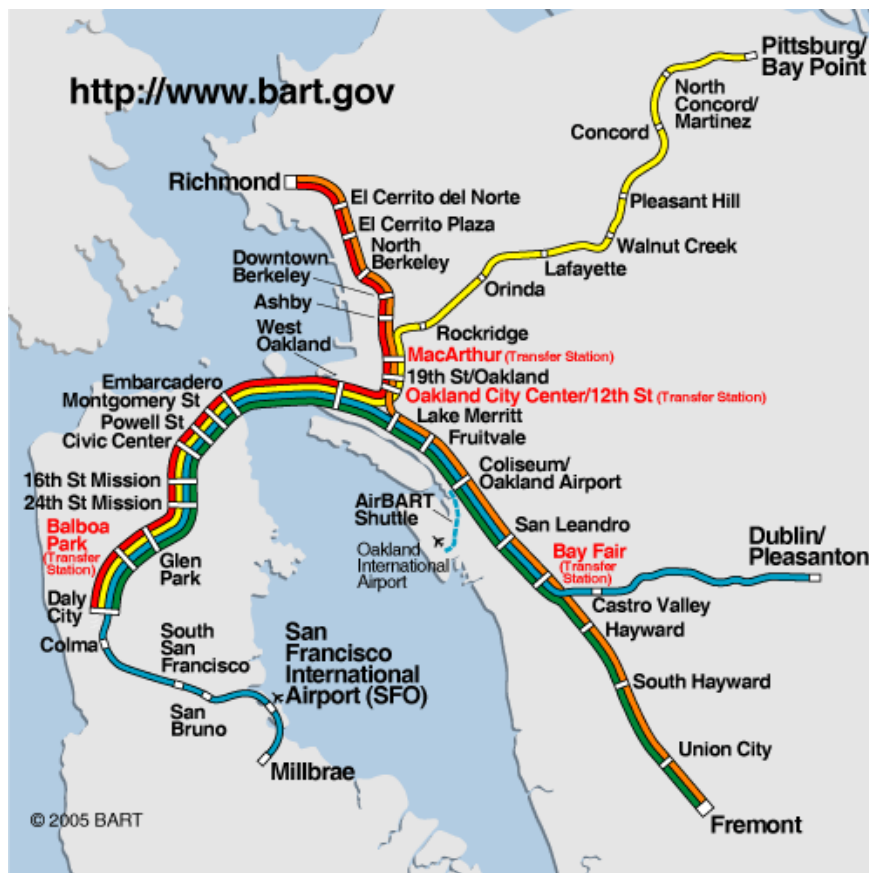 http://www.bart.gov
Pittsburg/
Bay Point
North
Concord/
Martinez
Concord
Richmond
El Cerrito del Norte
Pleasant Hill
El Cerrito Plaza
North
Berkeley
Walnut Creek
Downtown
Berkeley
Lafayette
Orinda
Ashby
West
Oakland
Rockridge
MacArthur (Transfer Station)
19th St/Oakland
Oakland City Center/12th St (Transfer Station)
Embarcadero
Montgomery St
Powell St
Civic Center
Lake Merritt
Fruitvale
Coliseum/
Oakland Airport
16th St Mission
24th St Mission
AirBART
Shuttle
San Leandro
Balboa
Park
(Transfer
Station)
Glen
Park
Oakland
International
Airport
Bay Fair
(Transfer
Station)
Dublin/
Pleasanton
Castro Valley
Daly
City
Hayward
Colma
South
San
Francisco
San
Francisco
International
Airport (SFO)
South Hayward
San
Bruno
Union City
Millbrae
Fremont
© 2005 BART